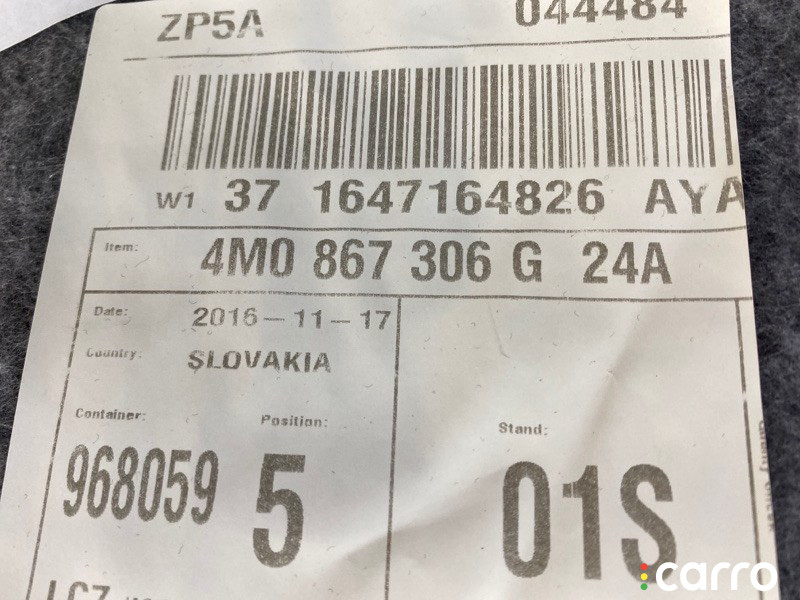 ZP5A 044484
W1 37 1647164826 AYA
Item: 4M0 867 306 G 24A
Date: 2016-11-17
Country: SLOVAKIA
Container: Position: Stand:
968059 5 01S
carro